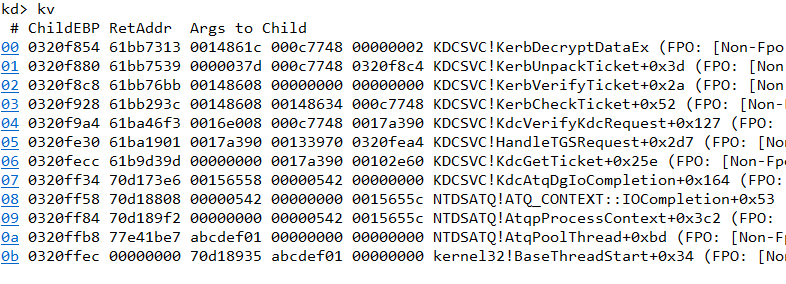 kd> kv
 # ChildEBP RetAddr  Args to Child
00 0320f854 61bb7313 0014861c 000c7748 00000002 KDCSVC!KerbDecryptDataEx (FPO: [Non-Fpo
01 0320f880 61bb7539 0000037d 000c7748 0320f8c4 KDCSVC!KerbUnpackTicket+0x3d (FPO: [Non
02 0320f8c8 61bb76bb 00148608 00000000 00000000 KDCSVC!KerbVerifyTicket+0x2a (FPO: [Non
03 0320f928 61bb293c 00148608 00148634 000c7748 KDCSVC!KerbCheckTicket+0x52 (FPO: [Non-F
04 0320f9a4 61ba46f3 0016e008 000c7748 0017a390 KDCSVC!KdcVerifyKdcRequest+0x127 (FPO:
05 0320fe30 61ba1901 0017a390 00133970 0320fea4 KDCSVC!HandleTGSRequest+0x2d7 (FPO: [Non
06 0320fecc 61b9d39d 00000000 0017a390 00102e60 KDCSVC!KdcGetTicket+0x25e (FPO: [Non-Fpo
07 0320ff34 70d173e6 00156558 00000542 00000000 KDCSVC!KdcAtqDgIoCompletion+0x164 (FPO:
08 0320ff58 70d18808 00000542 00000000 0015655c NTDSATQ!ATQ_CONTEXT::IOCompletion+0x53
09 0320ff84 70d189f2 00000000 00000542 0015655c NTDSATQ!AtqpProcessContext+0x3c2 (FPO:
0a 0320ffb8 77e41be7 abcdef01 00000000 00000000 NTDSATQ!AtqPoolThread+0xbd (FPO: [Non-Fp
0b 0320ffec 00000000 70d18935 abcdef01 00000000 kernel32!BaseThreadStart+0x34 (FPO: [Non